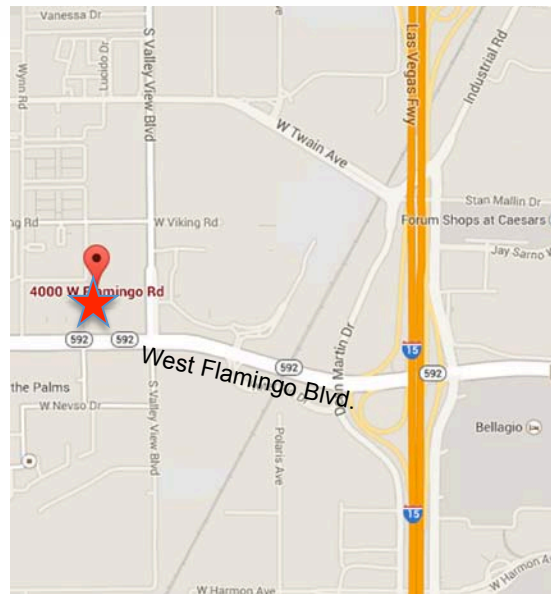 Vanessa Dr
Wynn Rd
Lucido Dr
S Valley View Blvd
Las Vegas Fwy
Industrial Rd
W Twain Ave
Stan Mallin Dr
ng Rd
W Viking Rd
Forum Shops at Caesars
Jay Sarno W
4000 W Flamingo Rd
Dean Martin Dr
592
592
15
West Flamingo Blvd.
592
592
the Palms
W Nevso Dr
S Valley View Blvd
Polaris Ave
Bellagio
15
W Harmon Ave
W Harmon A